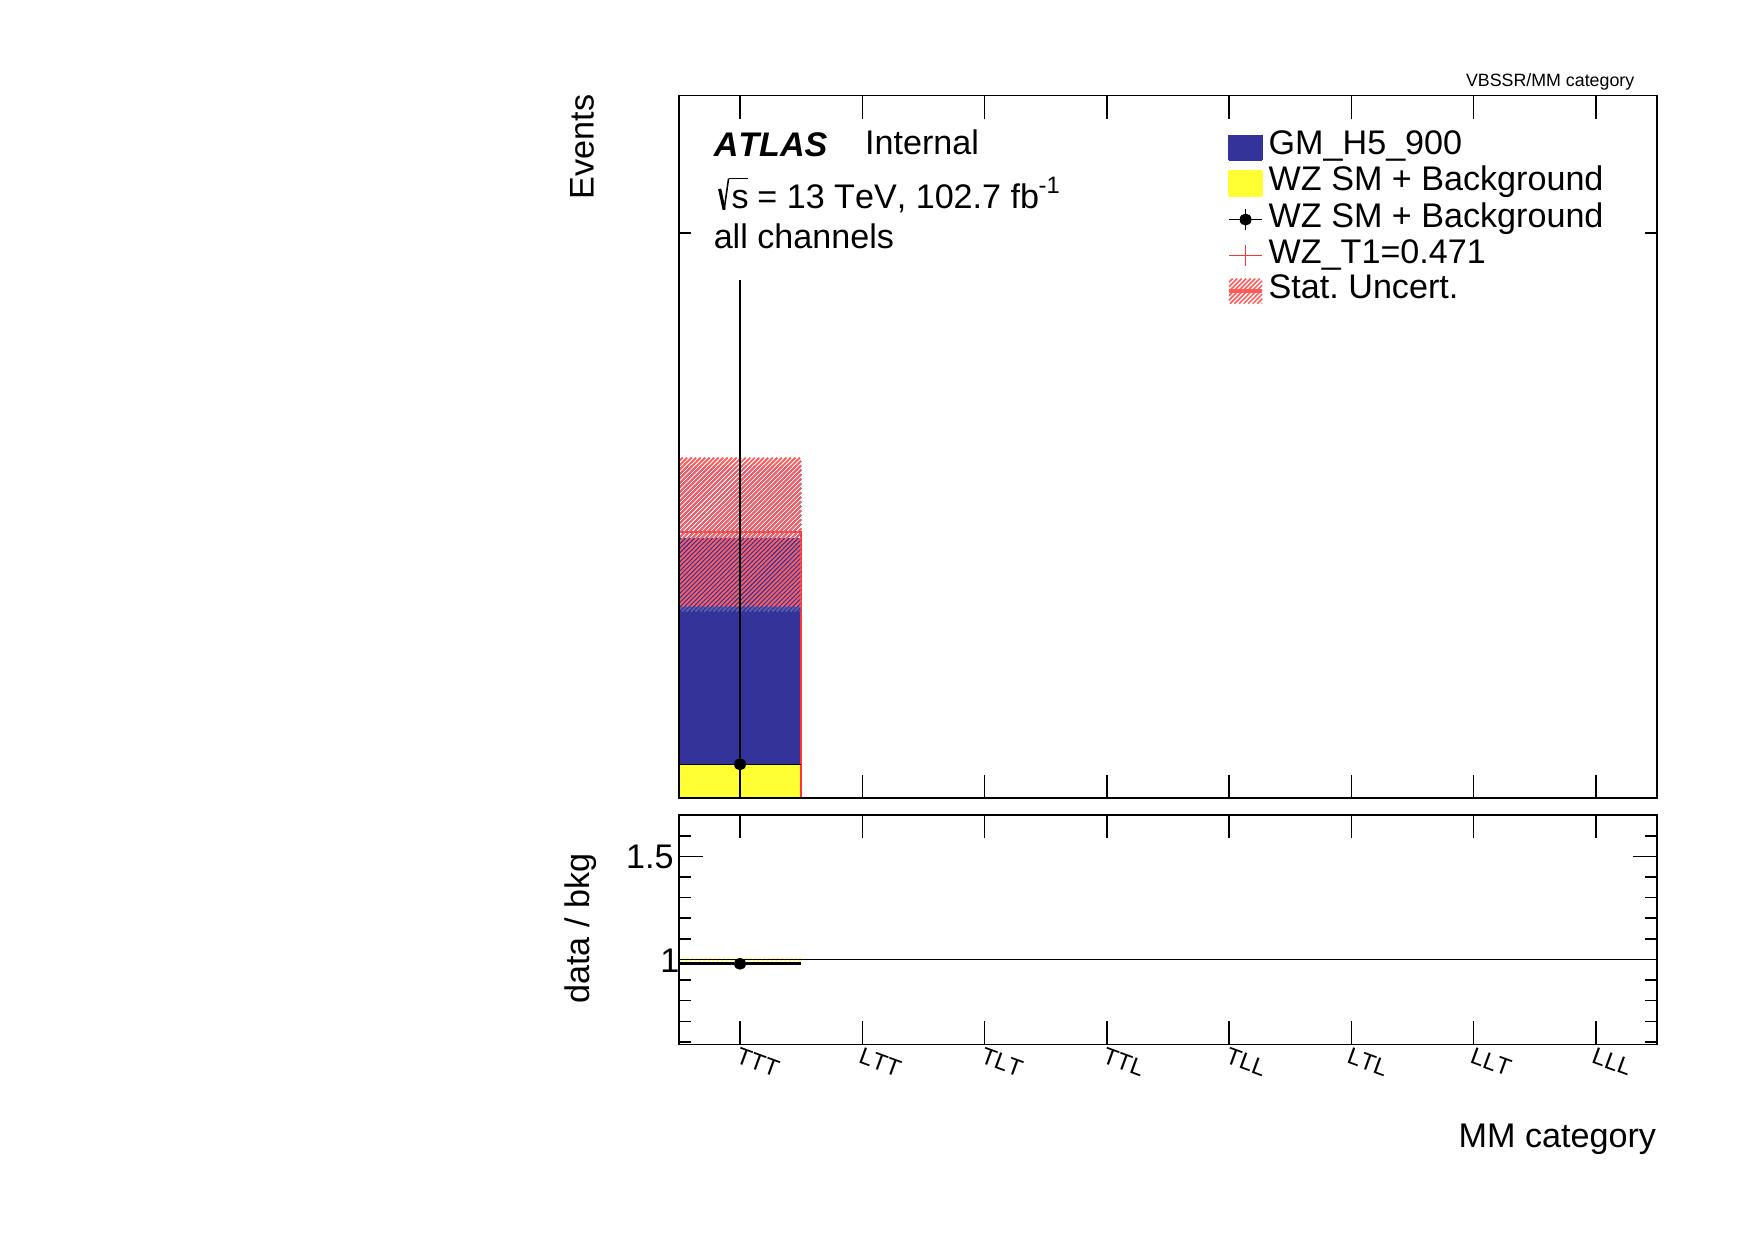 VBSSR/MM category
Events
ATLAS Internal
√s = 13 TeV, 102.7 fb-1
all channels
GM_H5_900
WZ SM + Background
WZ SM + Background
WZ_T1=0.471
Stat. Uncert.
data / bkg
1.5
1
TTT LTT TLT TTL TLL LTL LLT LLL
MM category